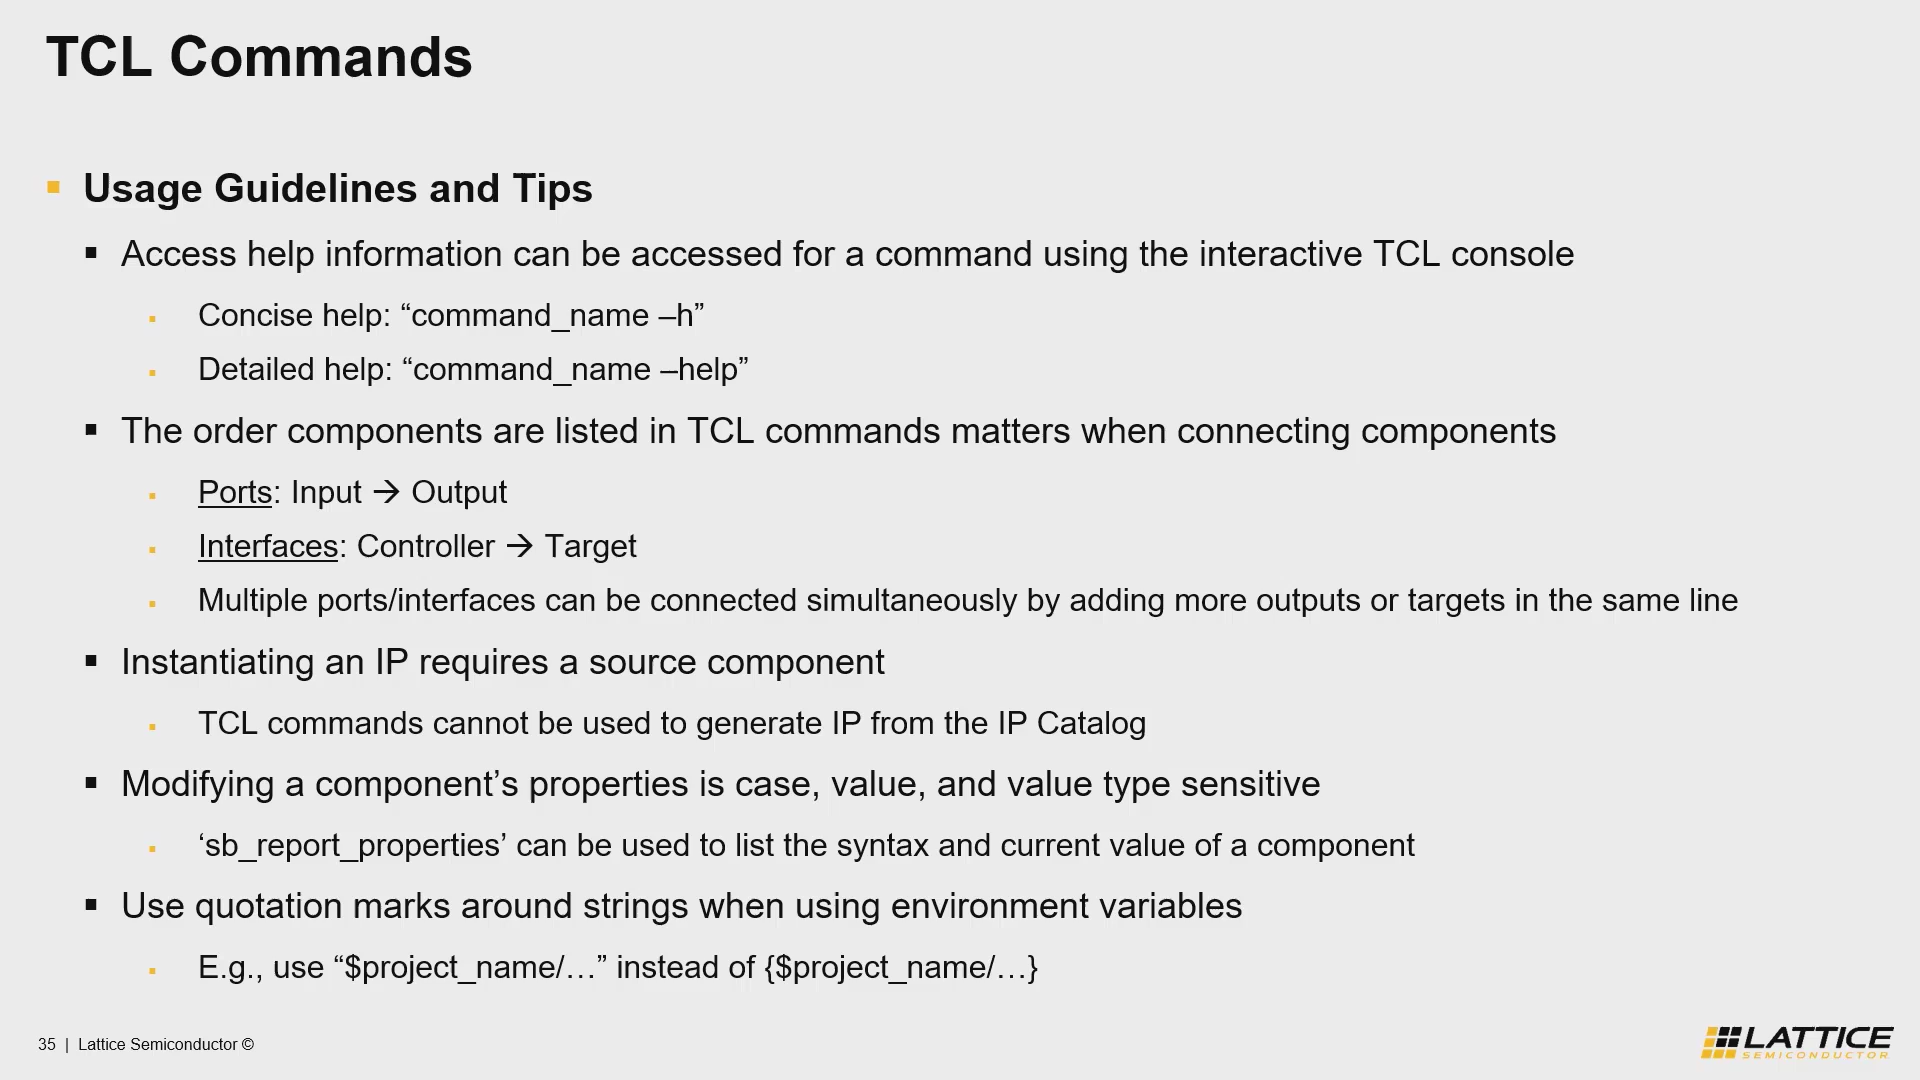 TCL Commands
▪ Usage Guidelines and Tips
▪ Access help information can be accessed for a command using the interactive TCL console
▪ Concise help: “command_name –h”
▪ Detailed help: “command_name –help”
▪ The order components are listed in TCL commands matters when connecting components
▪ Ports: Input → Output
▪ Interfaces: Controller → Target
▪ Multiple ports/interfaces can be connected simultaneously by adding more outputs or targets in the same line
▪ Instantiating an IP requires a source component
▪ TCL commands cannot be used to generate IP from the IP Catalog
▪ Modifying a component’s properties is case, value, and value type sensitive
▪ ‘sb_report_properties’ can be used to list the syntax and current value of a component
▪ Use quotation marks around strings when using environment variables
▪ E.g., use “$project_name/…” instead of {$project_name/…}
35 | Lattice Semiconductor ©
LATTICE
SEMICONDUCTOR